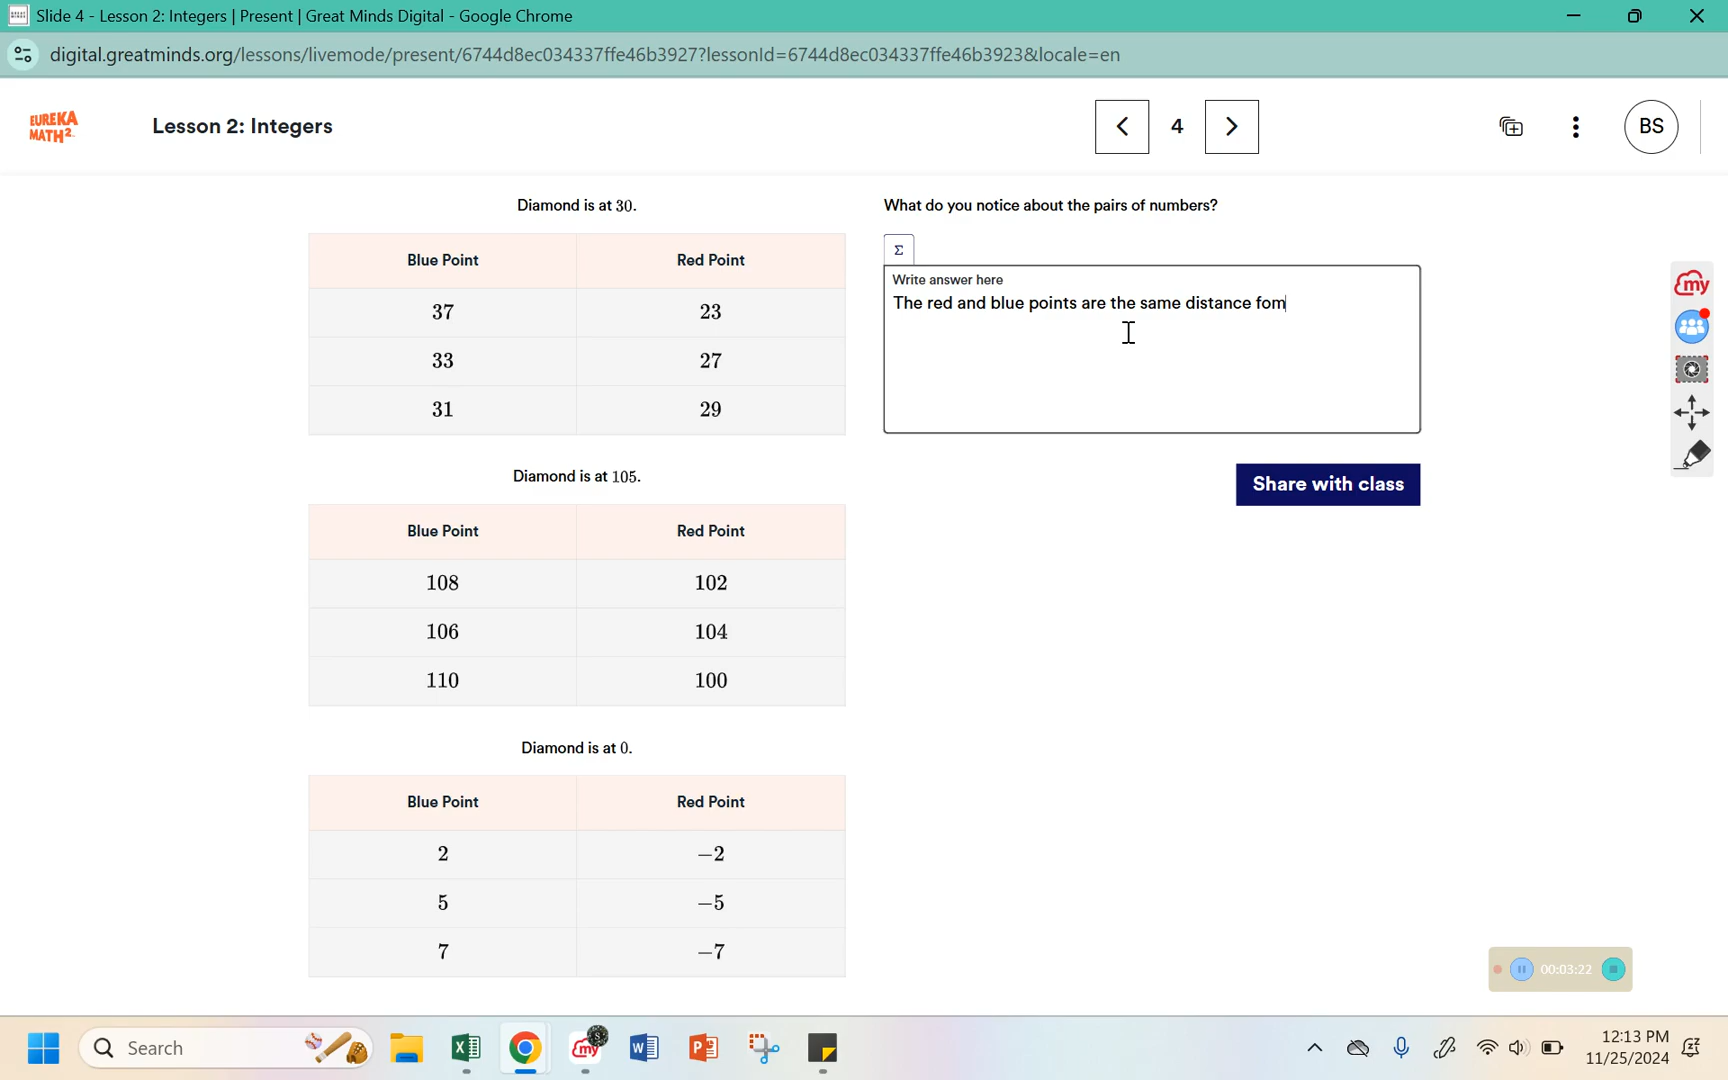 Slide 4 - Lesson 2: Integers | Present | Great Minds Digital - Google Chrome
digital.greatminds.org/lessons/livemode/present/6744d8ec034337ffe46b3927?lessonId=6744d8ec034337ffe46b3923&locale=en
EUREKA
MATH²
Lesson 2: Integers
4
BS
Diamond is at 30.
Blue Point Red Point
37 23
33 27
31 29
Diamond is at 105.
Blue Point Red Point
108 102
106 104
110 100
Diamond is at 0.
Blue Point Red Point
2 −2
5 −5
7 −7
What do you notice about the pairs of numbers?
Σ
Write answer here
The red and blue points are the same distance fom
Share with class
my
00:03:22
Search
my
S
12:13 PM
11/25/2024